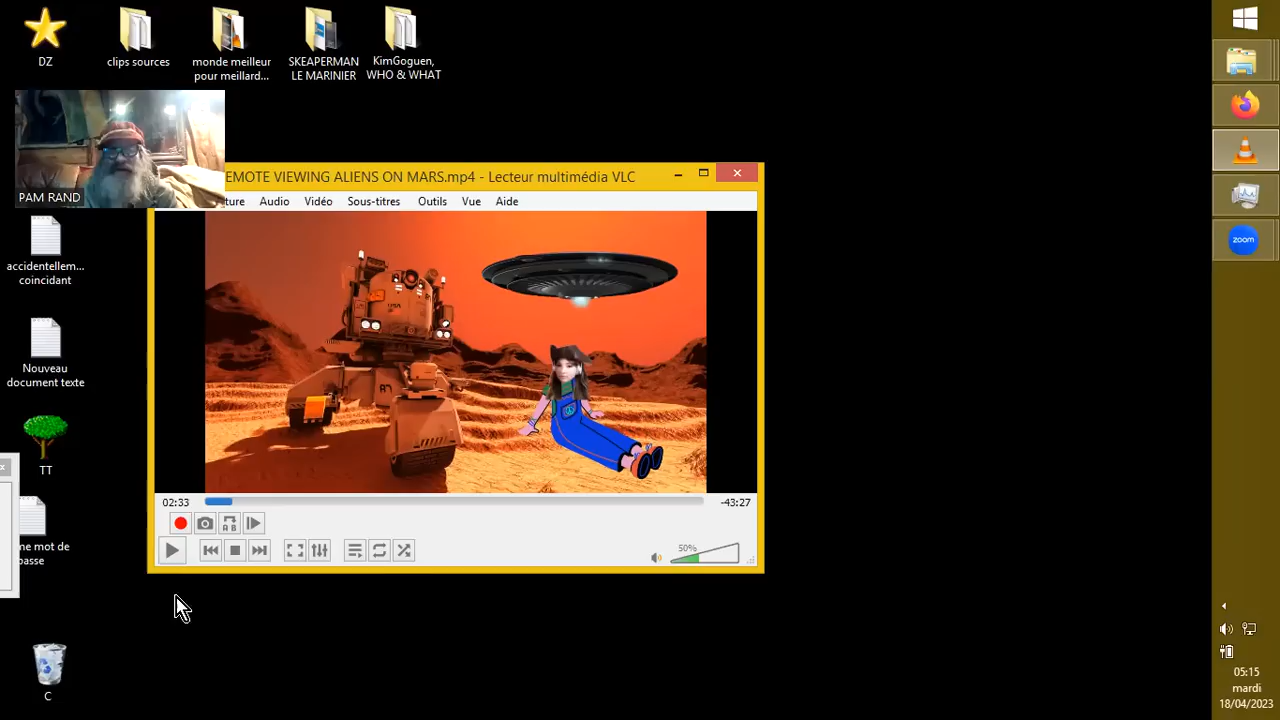 DZ
clips sources
monde meilleur
pour meillard...
SKEAPERMAN
LE MARINIER
KimGoguen,
WHO & WHAT
PAM RAND
EMOTE VIEWING ALIENS ON MARS.mp4 - Lecteur multimédia VLC
ture Audio Vidéo Sous-titres Outils Vue Aide
accidentellem...
coincidant
Nouveau
document texte
TT
me mot de
passe
C
02:33
-43:27
A B
50%
zoom
05:15
mardi
18/04/2023